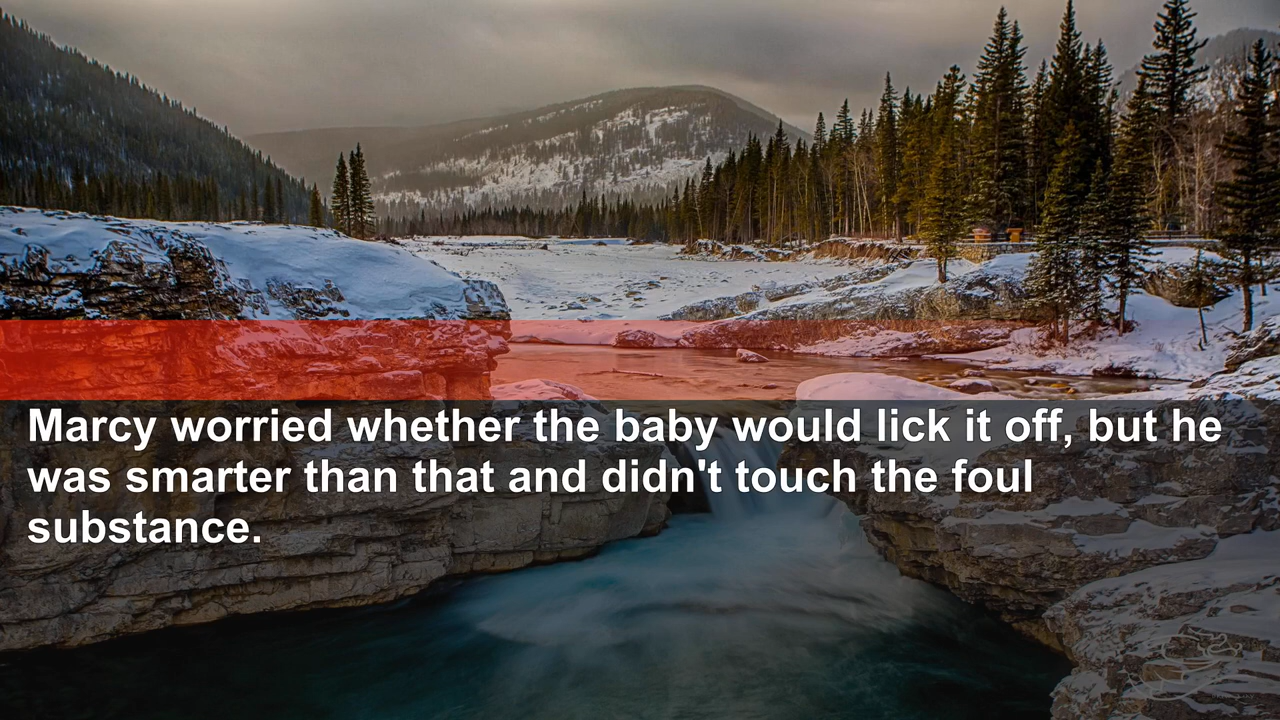 Marcy worried whether the baby would lick it off, but he
was smarter than that and didn't touch the foul
substance.